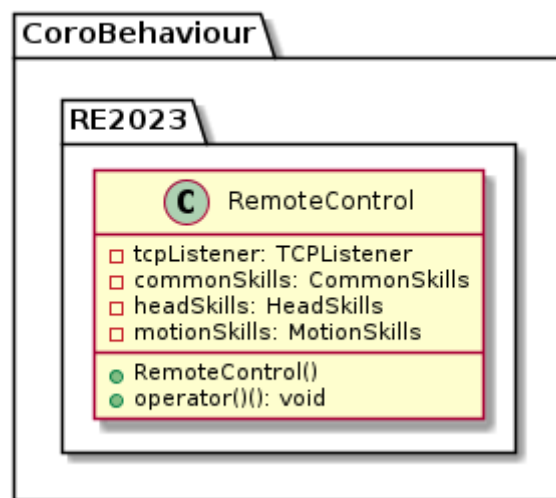 CoroBehaviour
RE2023
C RemoteControl
tcpListener: TCPListener
commonSkills: CommonSkills
headSkills: HeadSkills
motionSkills: MotionSkills
RemoteControl()
operator()(): void